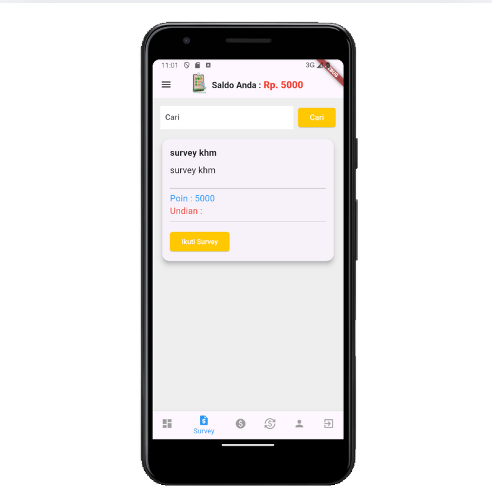 11:01 3G
Saldo Anda : Rp. 5000
Cari Cari
survey khm
survey khm
Poin : 5000
Undian :
Ikuti Survey
Survey